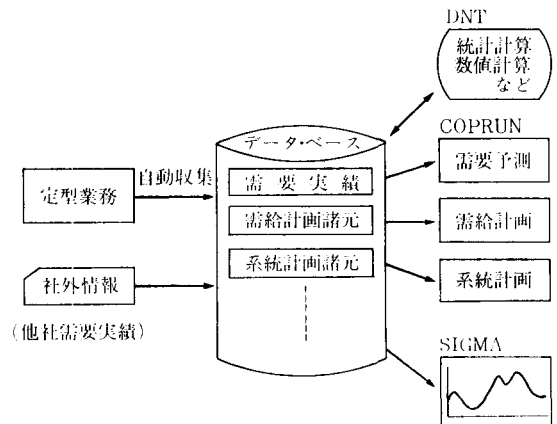 DNT
統計計算
数値計算
など
データ・ベース
COPRUN
需要予測
自動収集
定型業務
需要実績
需給計画諸元
需給計画
系統計画諸元
系統計画
社外情報
(他社需要実績)
SIGMA